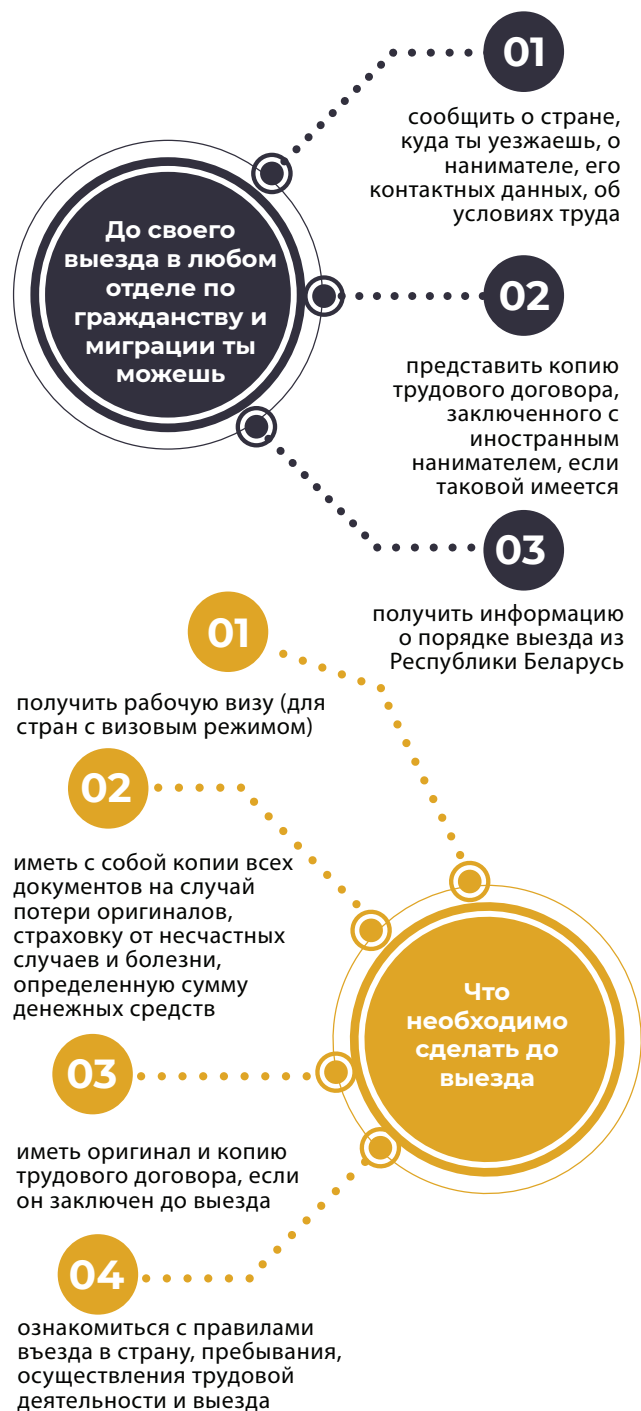 До своего
выезда в любом
отделе по
гражданству и
миграции ты
можешь
01
сообщить о стране,
куда ты уезжаешь, о
нанимателе, его
контактных данных, об
условиях труда
02
представить копию
трудового договора,
заключенного с
иностранным
нанимателем, если
таковой имеется
03
получить информацию
о порядке выезда из
Республики Беларусь
Что
необходимо
сделать до
выезда
01
получить рабочую визу (для
стран с визовым режимом)
02
иметь с собой копии всех
документов на случай
потери оригиналов,
страховку от несчастных
случаев и болезни,
определенную сумму
денежных средств
03
иметь оригинал и копию
трудового договора, если
он заключен до выезда
04
ознакомиться с правилами
въезда в страну, пребывания,
осуществления трудовой
деятельности и выезда